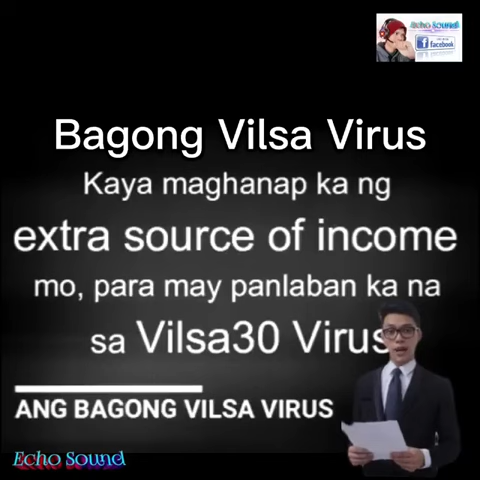 Echo Sound
facebook
Bagong Vilsa Virus
Kaya maghanap ka ng
extra source of income
mo, para may panlaban ka na
sa Vilsa30 Virus
ANG BAGONG VILSA VIRUS
Echo Sound